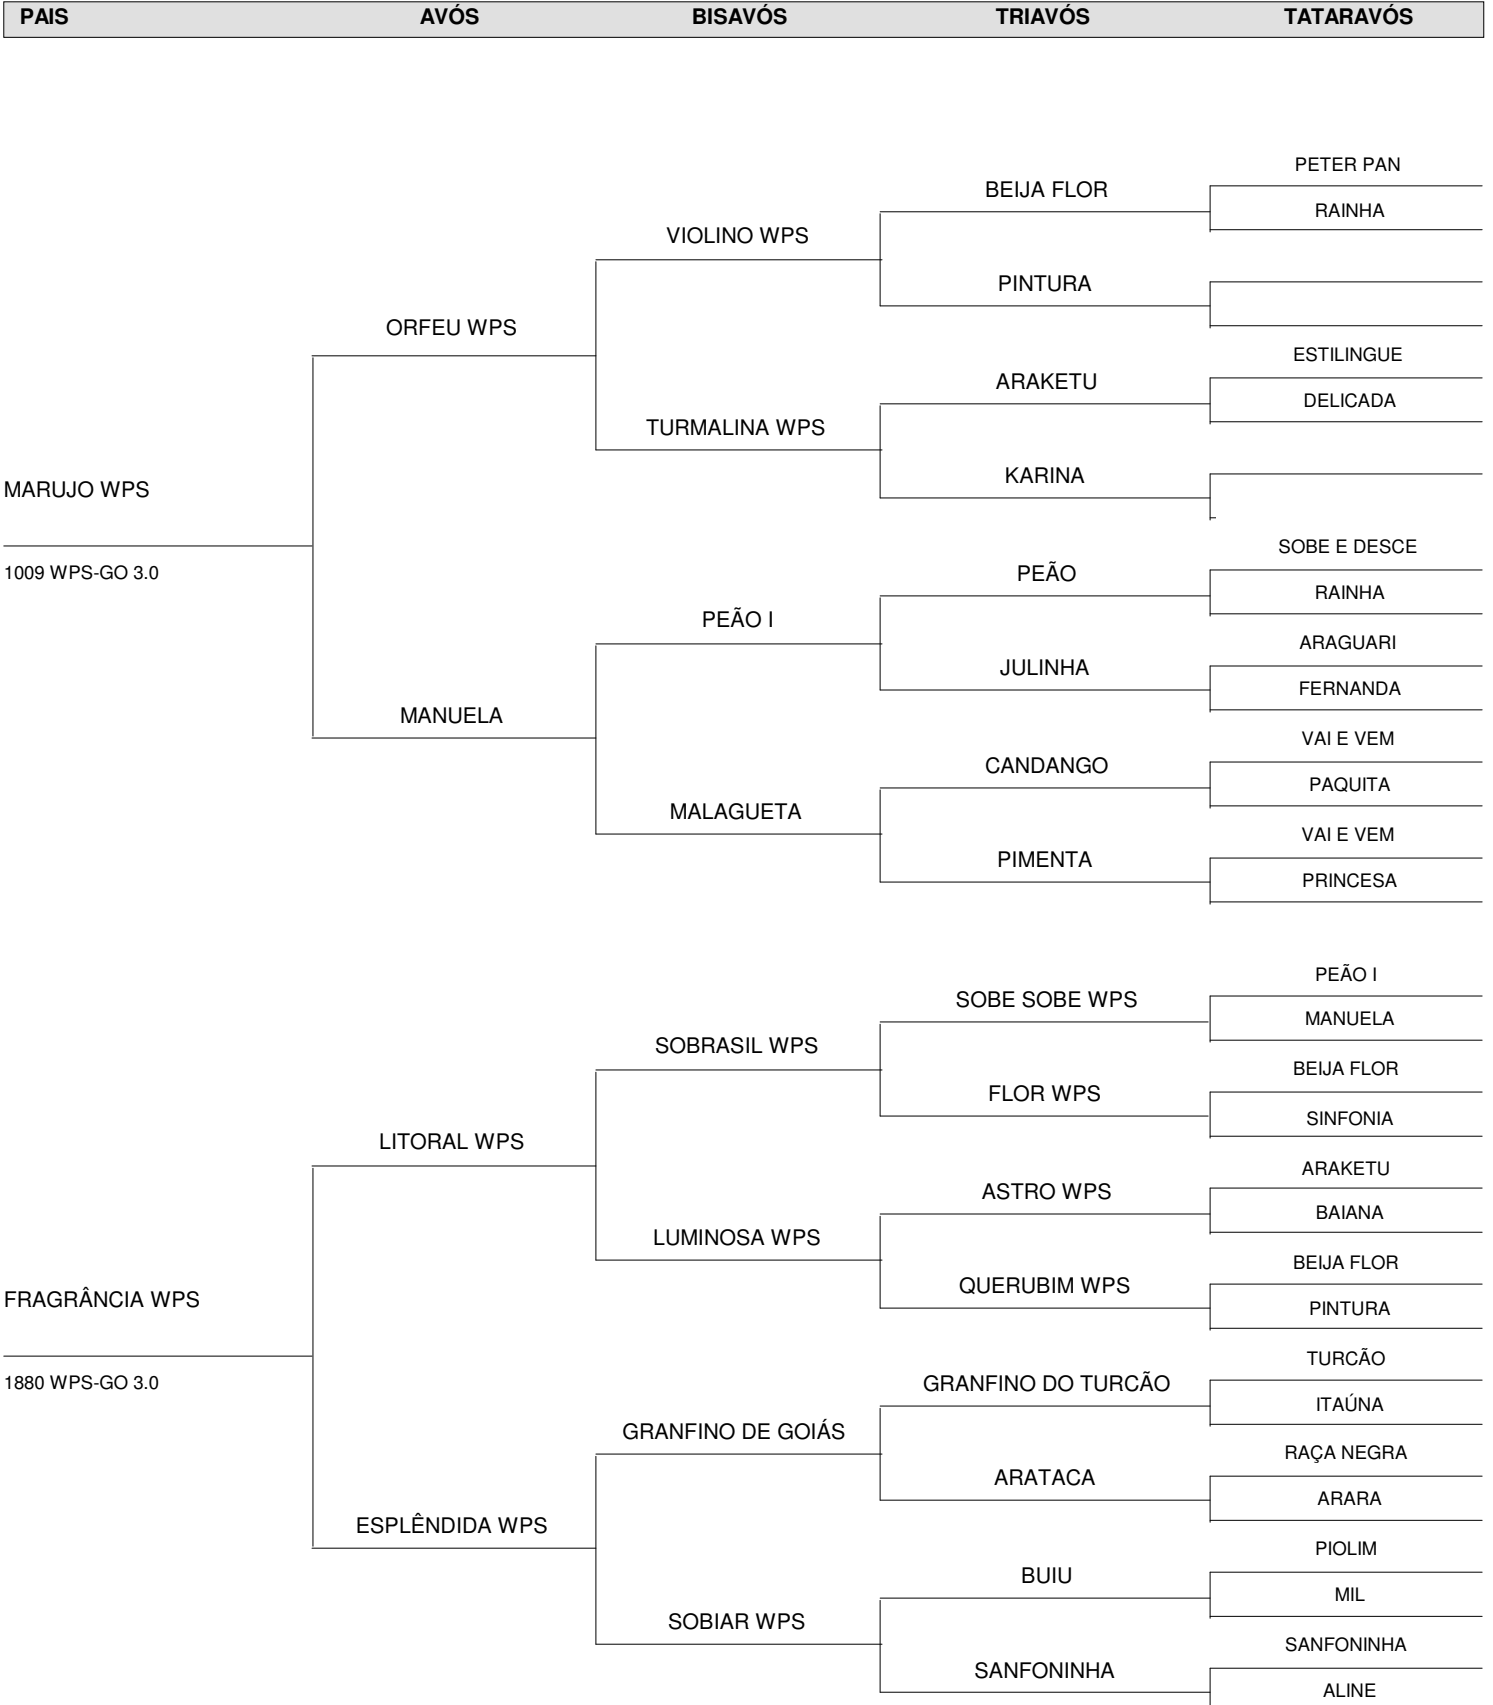 PAIS AVÓS BISAVÓS TRIAVÓS TATARAVÓS
PETER PAN
BEIJA FLOR
RAINHA
VIOLINO WPS
PINTURA
ORFEU WPS
ESTILINGUE
ARAKETU
DELICADA
TURMALINA WPS
KARINA
MARUJO WPS
SOBE E DESCE
1009 WPS-GO 3.0
PEÃO
RAINHA
PEÃO I
ARAGUARI
JULINHA
FERNANDA
MANUELA
VAI E VEM
CANDANGO
PAQUITA
MALAGUETA
VAI E VEM
PIMENTA
PRINCESA
PEÃO I
SOBE SOBE WPS
MANUELA
SOBRASIL WPS
BEIJA FLOR
FLOR WPS
SINFONIA
LITORAL WPS
ARAKETU
ASTRO WPS
BAIANA
LUMINOSA WPS
BEIJA FLOR
QUERUBIM WPS
FRAGRÂNCIA WPS
PINTURA
TURCÃO
1880 WPS-GO 3.0
GRANFINO DO TURCÃO
ITAÚNA
GRANFINO DE GOIÁS
RAÇA NEGRA
ARATACA
ARARA
ESPLÊNDIDA WPS
PIOLIM
BUIU
MIL
SOBIAR WPS
SANFONINHA
SANFONINHA
ALINE